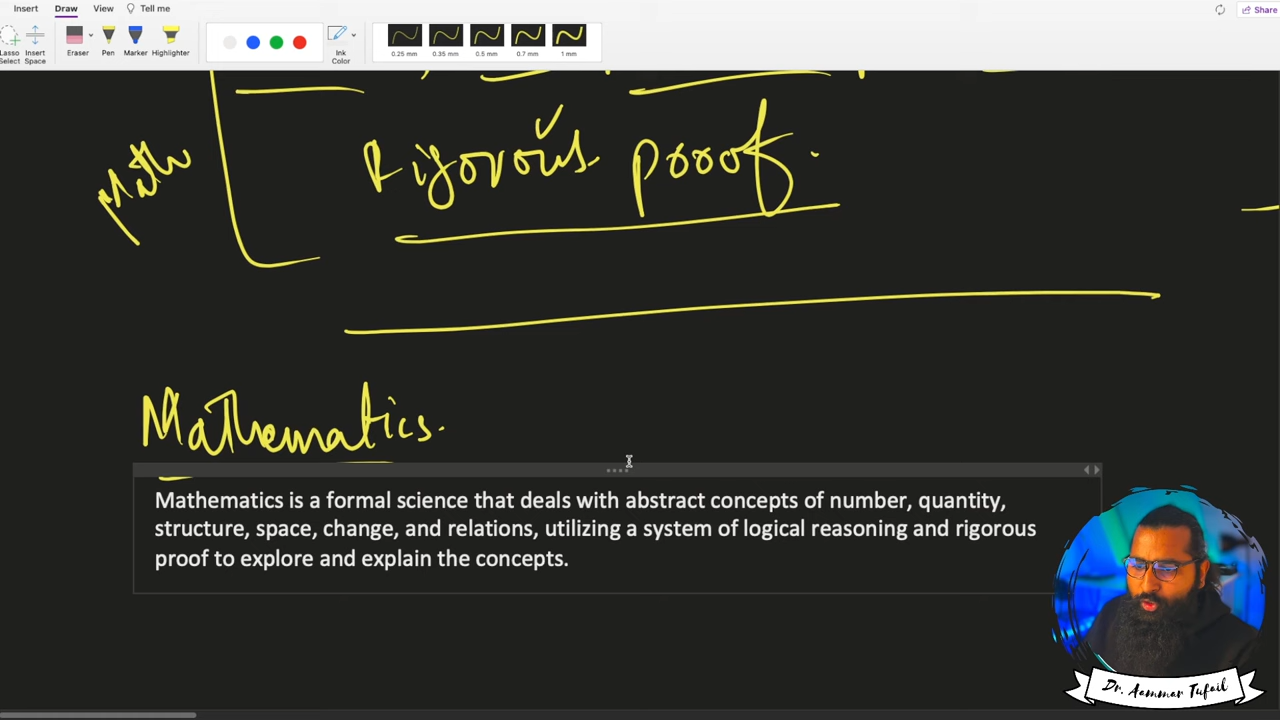 Insert Draw View Tell me
Share
Lasso Select
Insert Space
Eraser
Pen
Marker
Highlighter
Ink Color
0.25 mm
0.35 mm
0.5 mm
0.7 mm
1 mm
Math
Rigorous proof.
Mathematics.
Mathematics is a formal science that deals with abstract concepts of number, quantity,
structure, space, change, and relations, utilizing a system of logical reasoning and rigorous
proof to explore and explain the concepts.
Dr. Aammar Tufail